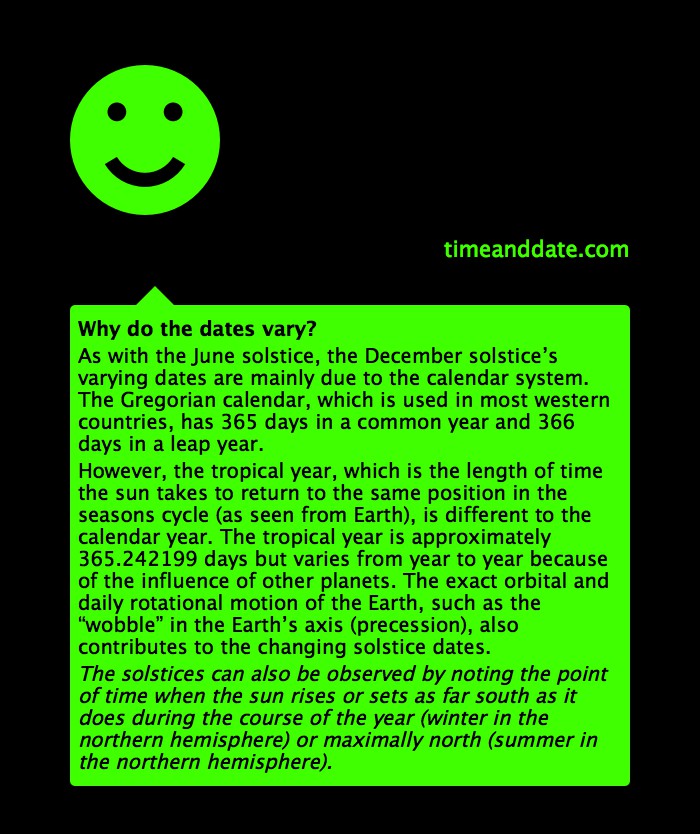 timeanddate.com
Why do the dates vary?
As with the June solstice, the December solstice’s
varying dates are mainly due to the calendar system.
The Gregorian calendar, which is used in most western
countries, has 365 days in a common year and 366
days in a leap year.
However, the tropical year, which is the length of time
the sun takes to return to the same position in the
seasons cycle (as seen from Earth), is different to the
calendar year. The tropical year is approximately
365.242199 days but varies from year to year because
of the influence of other planets. The exact orbital and
daily rotational motion of the Earth, such as the
“wobble” in the Earth’s axis (precession), also
contributes to the changing solstice dates.
The solstices can also be observed by noting the point
of time when the sun rises or sets as far south as it
does during the course of the year (winter in the
northern hemisphere) or maximally north (summer in
the northern hemisphere).